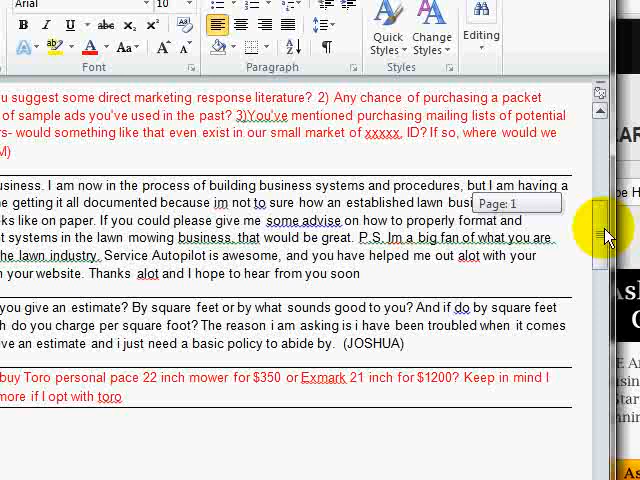 Arial 10
B I U abc X₂ X²
Aa
Quick Styles
Change Styles
Editing
Font
Paragraph
Styles
u suggest some direct marketing response literature? 2) Any chance of purchasing a packet
of sample ads you've used in the past? 3)You've mentioned purchasing mailing lists of potential
rs- would something like that even exist in our small market of xxxxx, ID? If so, where would we
M)
usiness. I am now in the process of building business systems and procedures, but I am having a
e getting it all documented because im not to sure how an established lawn busi
Page: 1
ks like on paper. If you could please give me some advise on how to properly format and
t systems in the lawn mowing business, that would be great. P.S. Im a big fan of what you are
he lawn industry. Service Autopilot is awesome, and you have helped me out alot with your
n your website. Thanks alot and I hope to hear from you soon
you give an estimate? By square feet or by what sounds good to you? And if do by square feet
h do you charge per square foot? The reason i am asking is i have been troubled when it comes
ve an estimate and i just need a basic policy to abide by. (JOSHUA)
buy Toro personal pace 22 inch mower for $350 or Exmark 21 inch for $1200? Keep in mind I
more if I opt with toro
AR
pe H
As